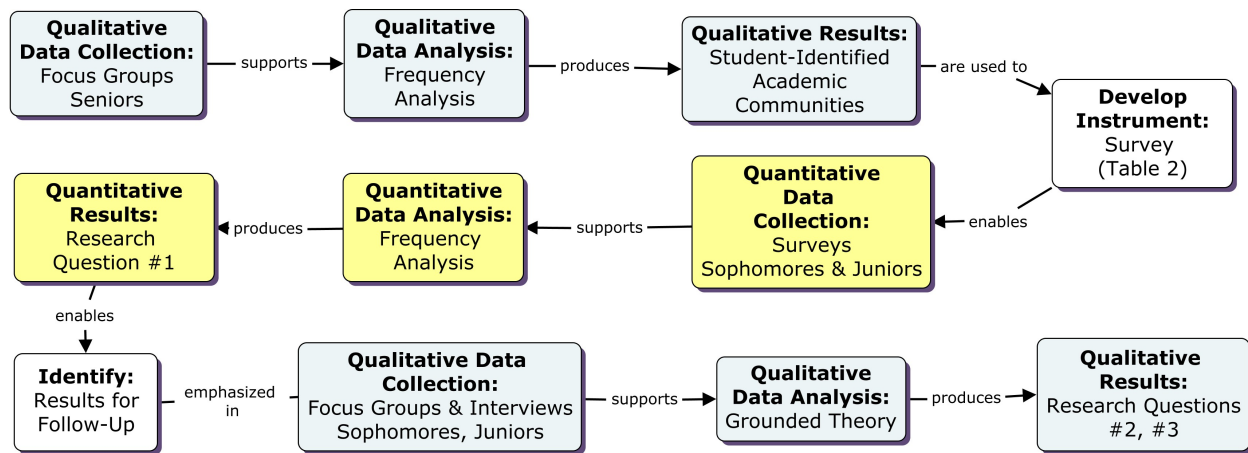 Qualitative
Data Collection:
Focus Groups
Seniors
supports
Qualitative
Data Analysis:
Frequency
Analysis
produces
Qualitative Results:
Student-Identified
Academic
Communities
are used to
Develop
Instrument:
Survey
(Table 2)
enables
Quantitative
Data
Collection:
Surveys
Sophomores & Juniors
supports
Quantitative
Data Analysis:
Frequency
Analysis
produces
Quantitative
Results:
Research
Question #1
enables
Identify:
Results for
Follow-Up
emphasized
in
Qualitative Data
Collection:
Focus Groups & Interviews
Sophomores, Juniors
supports
Qualitative
Data Analysis:
Grounded Theory
produces
Qualitative
Results:
Research Questions
#2, #3